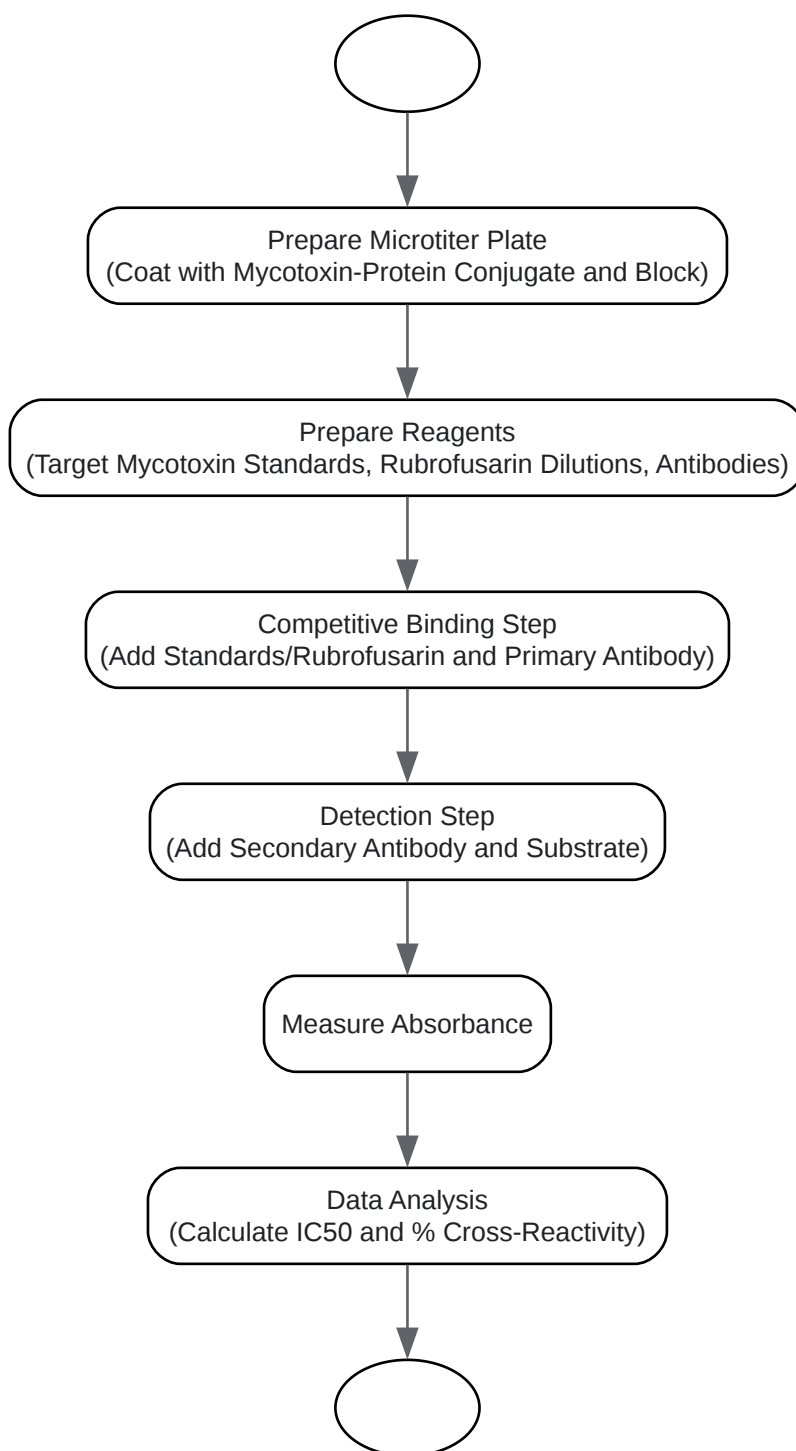 Prepare Microtiter Plate
(Coat with Mycotoxin-Protein Conjugate and Block)
Prepare Reagents
(Target Mycotoxin Standards, Rubrofusarin Dilutions, Antibodies)
Competitive Binding Step
(Add Standards/Rubrofusarin and Primary Antibody)
Detection Step
(Add Secondary Antibody and Substrate)
Measure Absorbance
Data Analysis
(Calculate IC50 and % Cross-Reactivity)